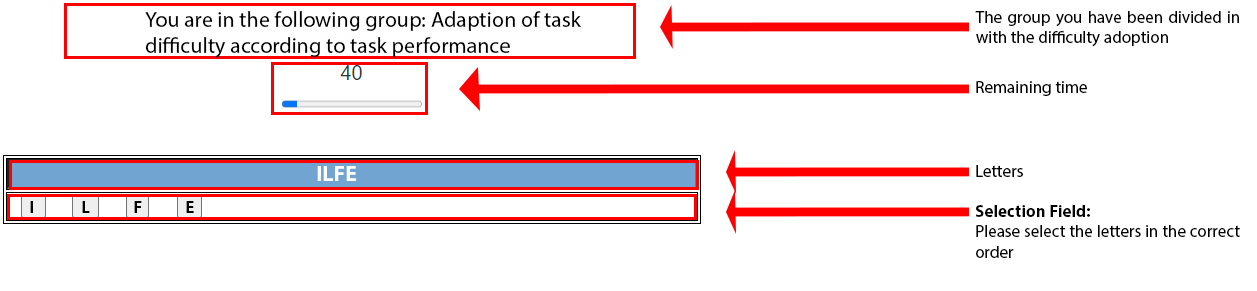 You are in the following group: Adaption of task
difficulty according to task performance
The group you have been divided in
with the difficulty adoption
40
Remaining time
ILFE
Letters
I L F E
Selection Field:
Please select the letters in the correct
order